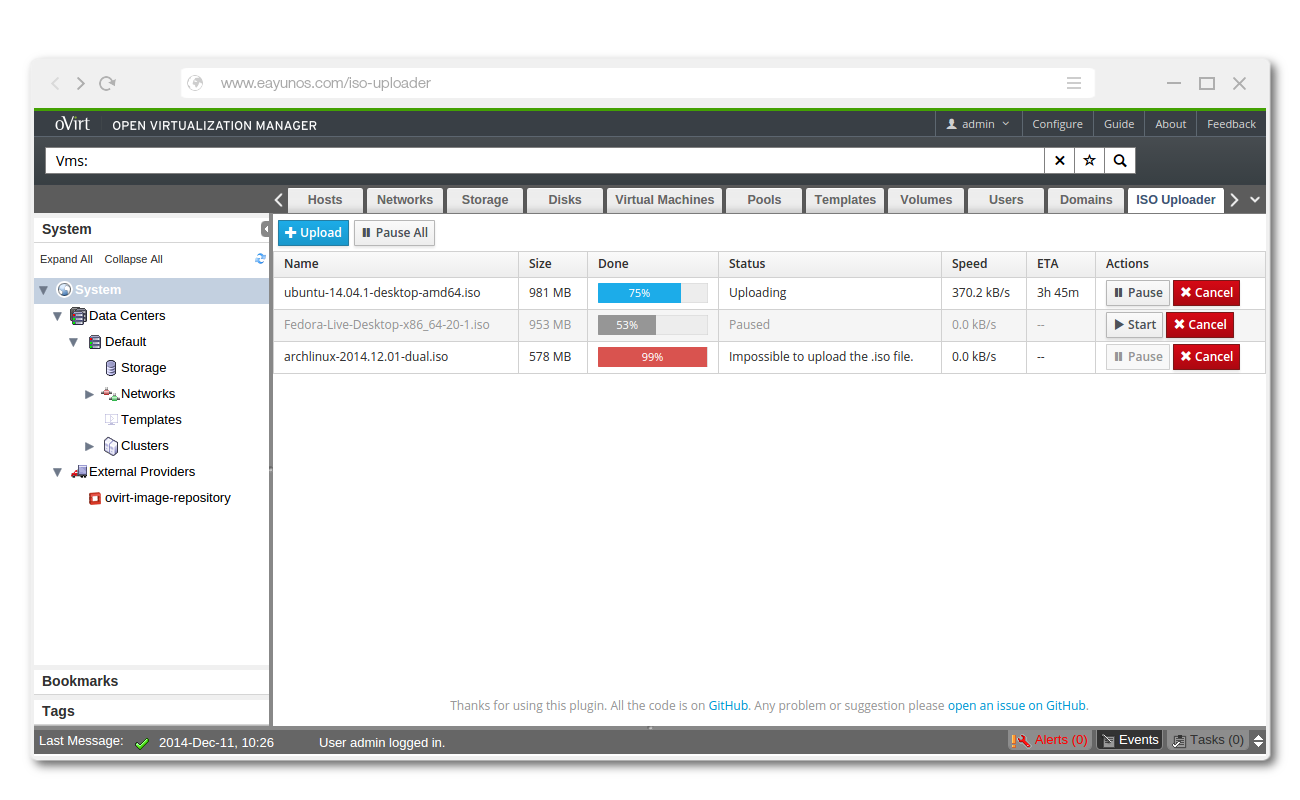 www.eayunos.com/iso-uploader
oVirt OPEN VIRTUALIZATION MANAGER admin Configure Guide About Feedback
Vms:
Hosts Networks Storage Disks Virtual Machines Pools Templates Volumes Users Domains ISO Uploader
System
Upload Pause All
Expand All Collapse All
Name Size Done Status Speed ETA Actions
System
ubuntu-14.04.1-desktop-amd64.iso 981 MB 75% Uploading 370.2 kB/s 3h 45m Pause Cancel
Data Centers
Fedora-Live-Desktop-x86_64-20-1.iso 953 MB 53% Paused 0.0 kB/s -- Start Cancel
Default
archlinux-2014.12.01-dual.iso 578 MB 99% Impossible to upload the .iso file. 0.0 kB/s -- Pause Cancel
Storage
Networks
Templates
Clusters
External Providers
ovirt-image-repository
Bookmarks
Tags
Thanks for using this plugin. All the code is on GitHub. Any problem or suggestion please open an issue on GitHub.
Last Message: 2014-Dec-11, 10:26 User admin logged in. Alerts (0) Events Tasks (0)